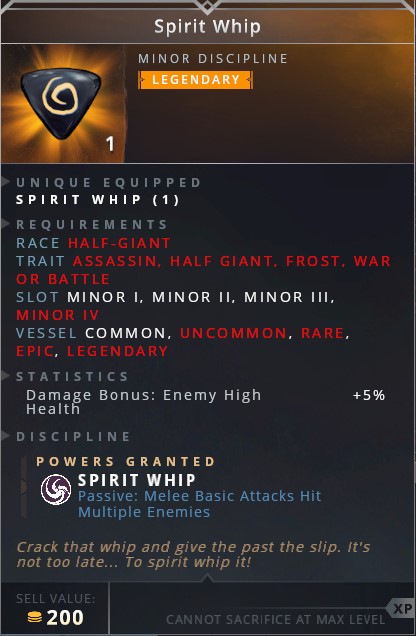 Spirit Whip
MINOR DISCIPLINE
LEGENDARY
1
UNIQUE EQUIPPED
SPIRIT WHIP (1)
REQUIREMENTS
RACE HALF-GIANT
TRAIT ASSASSIN, HALF GIANT, FROST, WAR
OR BATTLE
SLOT MINOR I, MINOR II, MINOR III,
MINOR IV
VESSEL COMMON, UNCOMMON, RARE,
EPIC, LEGENDARY
STATISTICS
Damage Bonus: Enemy High +5%
Health
DISCIPLINE
POWERS GRANTED
SPIRIT WHIP
Passive: Melee Basic Attacks Hit
Multiple Enemies
Crack that whip and give the past the slip. It's
not too late... To spirit whip it!
SELL VALUE:
200
XP
CANNOT SACRIFICE AT MAX LEVEL